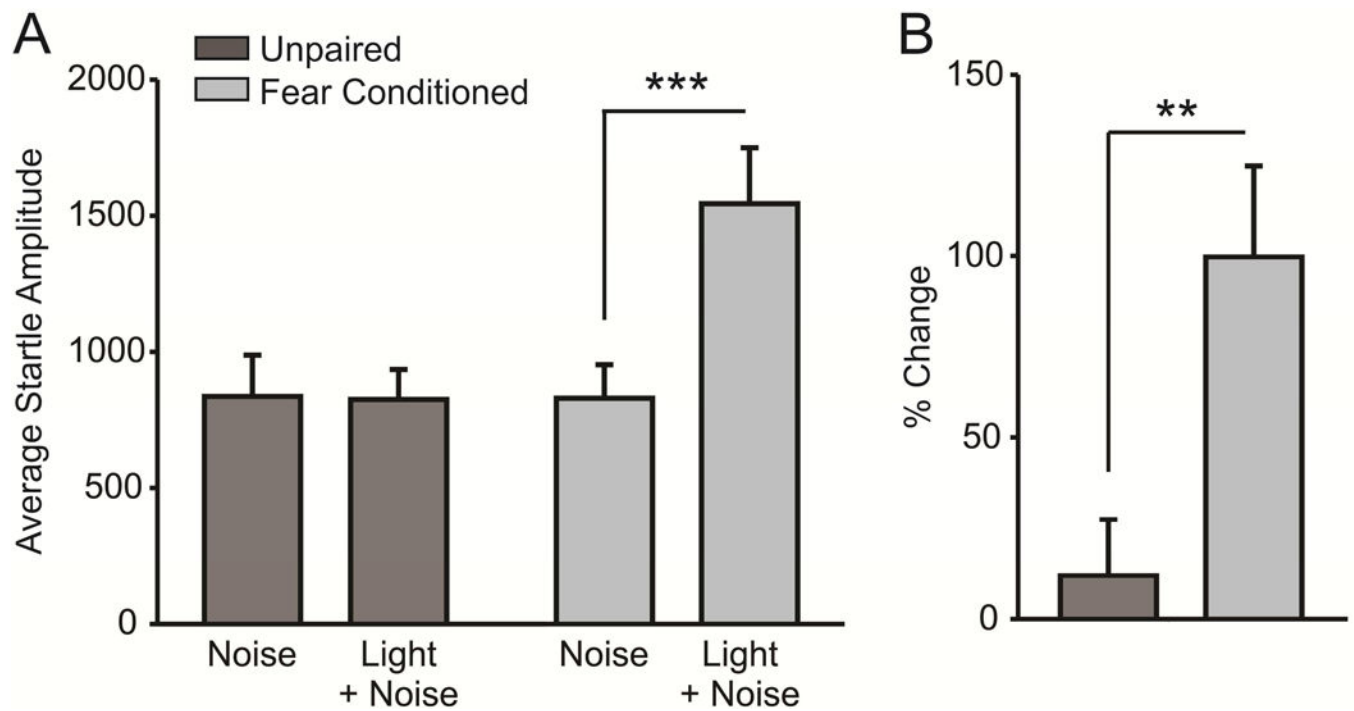 A
Unpaired
Fear Conditioned
Average Startle Amplitude
2000
1500
1000
500
0
***
Noise
Light
+ Noise
Noise
Light
+ Noise
B
% Change
150
100
50
0
**